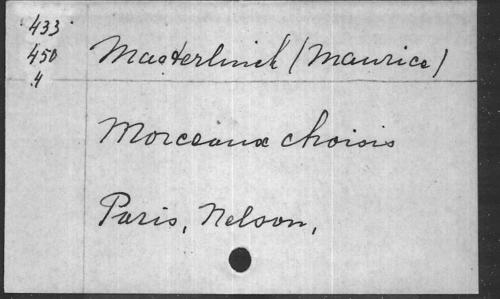 433
450
.4
Maeterlinck (Maurice)
Morceaux choisis
Paris, Nelson,